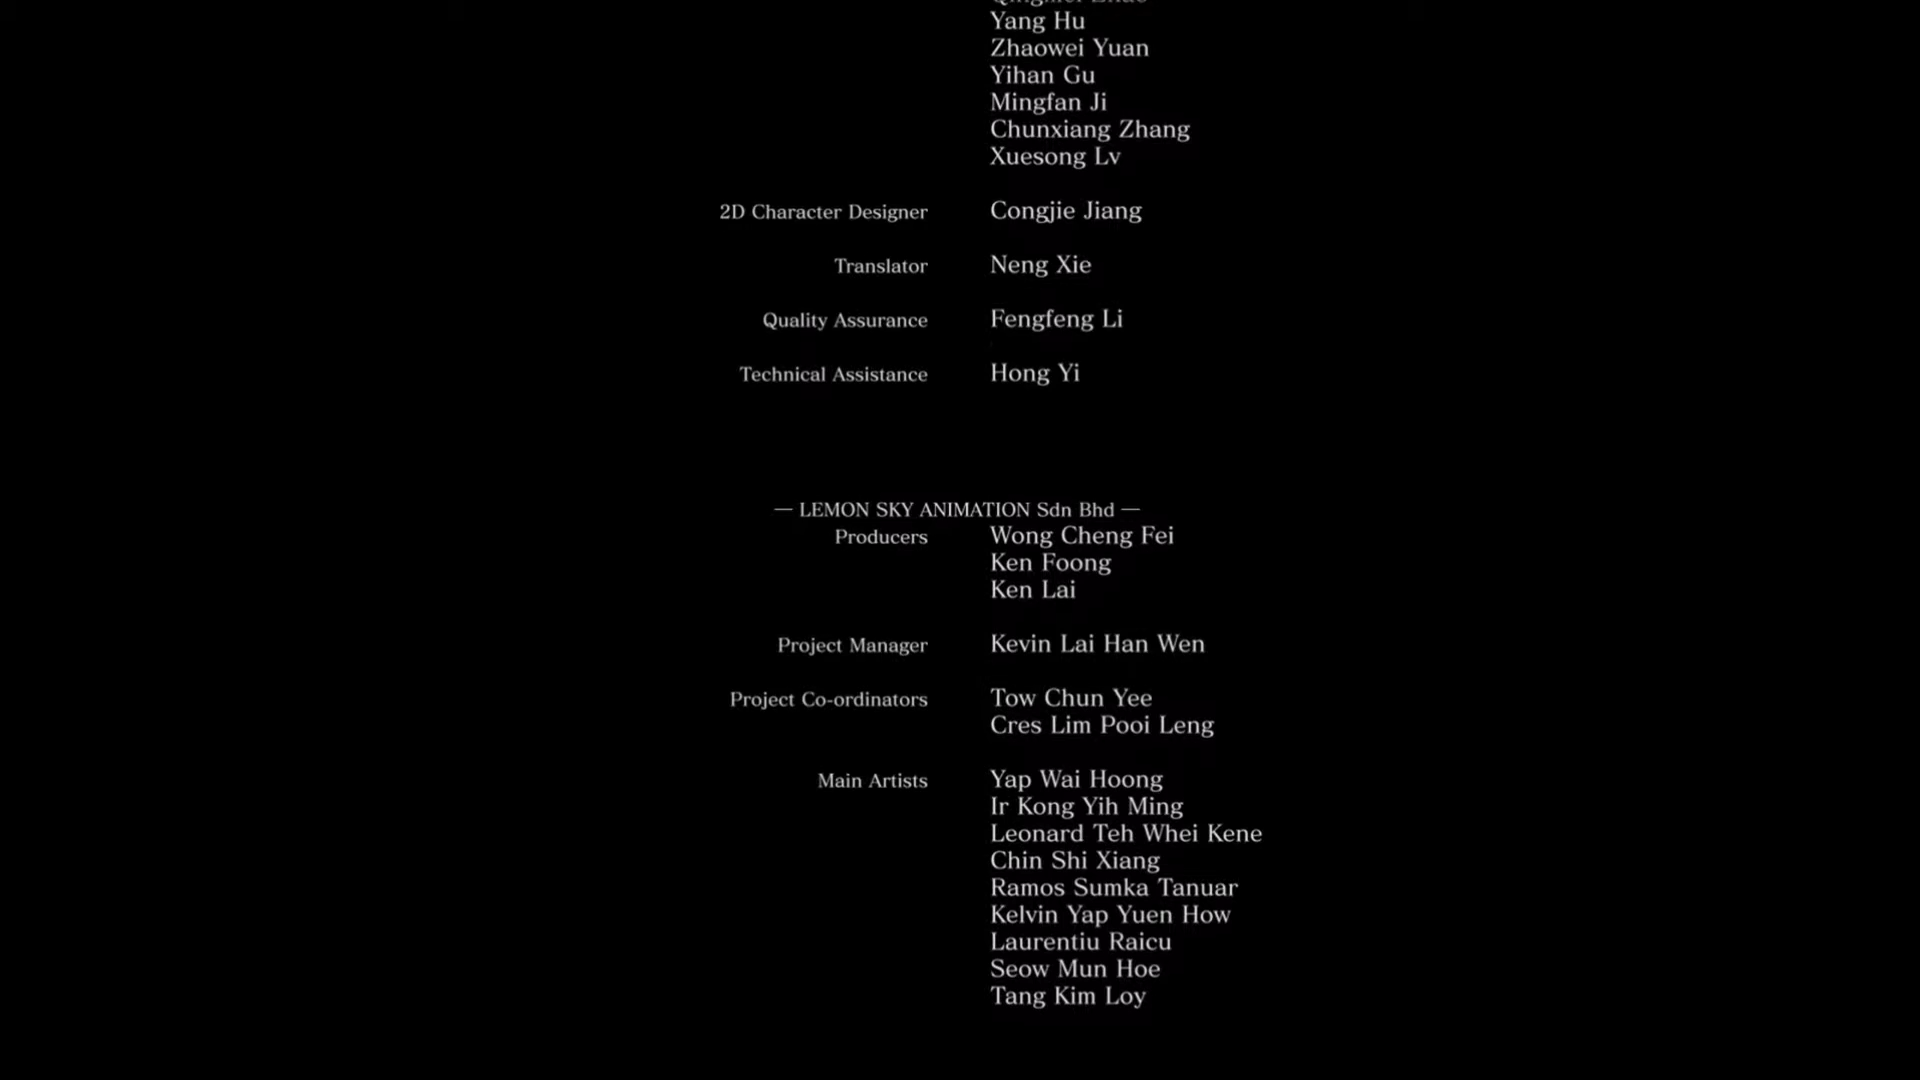 Yang Hu
Zhaowei Yuan
Yihan Gu
Mingfan Ji
Chunxiang Zhang
Xuesong Lv
2D Character Designer Congjie Jiang
Translator Neng Xie
Quality Assurance Fengfeng Li
Technical Assistance Hong Yi
— LEMON SKY ANIMATION Sdn Bhd —
Producers Wong Cheng Fei
Ken Foong
Ken Lai
Project Manager Kevin Lai Han Wen
Project Co-ordinators Tow Chun Yee
Cres Lim Pooi Leng
Main Artists Yap Wai Hoong
Ir Kong Yih Ming
Leonard Teh Whei Kene
Chin Shi Xiang
Ramos Sumka Tanuar
Kelvin Yap Yuen How
Laurentiu Raicu
Seow Mun Hoe
Tang Kim Loy